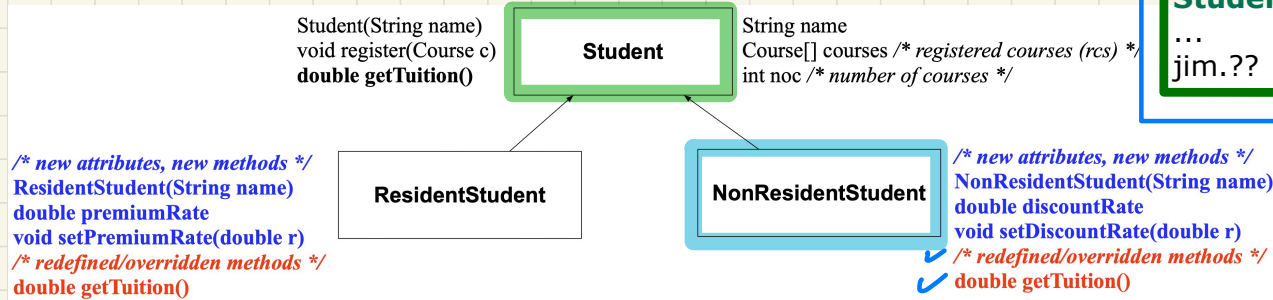 Student(String name)
void register(Course c)
double getTuition()
Student
String name
Course[] courses /* registered courses (rcs) */
int noc /* number of courses */
...
jim.??
/* new attributes, new methods */
ResidentStudent(String name)
double premiumRate
void setPremiumRate(double r)
/* redefined/overridden methods */
double getTuition()
ResidentStudent
NonResidentStudent
/* new attributes, new methods */
NonResidentStudent(String name)
double discountRate
void setDiscountRate(double r)
/* redefined/overridden methods */
double getTuition()